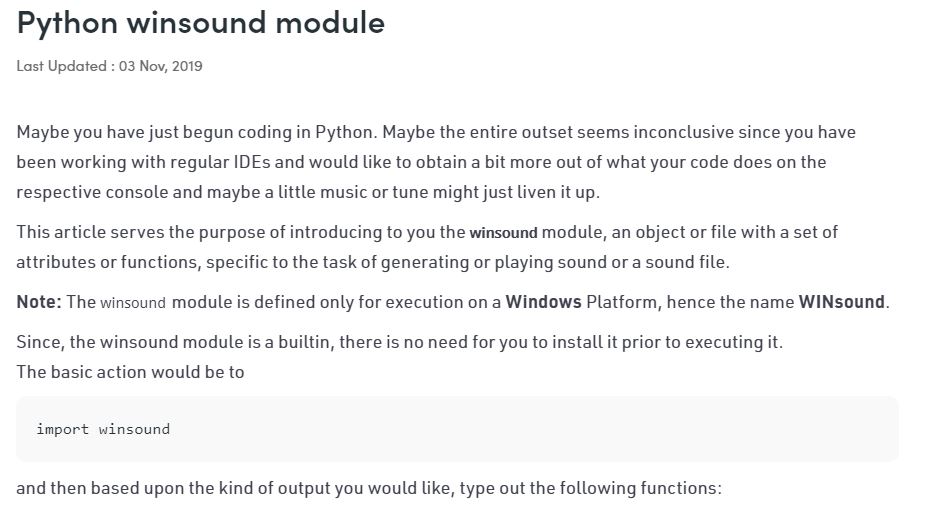 Python winsound module
Last Updated : 03 Nov, 2019
Maybe you have just begun coding in Python. Maybe the entire outset seems inconclusive since you have
been working with regular IDEs and would like to obtain a bit more out of what your code does on the
respective console and maybe a little music or tune might just liven it up.
This article serves the purpose of introducing to you the winsound module, an object or file with a set of
attributes or functions, specific to the task of generating or playing sound or a sound file.
Note: The winsound module is defined only for execution on a Windows Platform, hence the name WINsound.
Since, the winsound module is a builtin, there is no need for you to install it prior to executing it.
The basic action would be to
import winsound
and then based upon the kind of output you would like, type out the following functions: